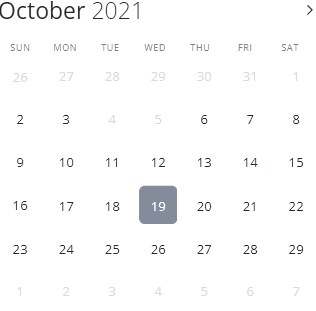 October 2021
SUN MON TUE WED THU FRI SAT
26 27 28 29 30 31 1
2 3 4 5 6 7 8
9 10 11 12 13 14 15
16 17 18 19 20 21 22
23 24 25 26 27 28 29
1 2 3 4 5 6 7